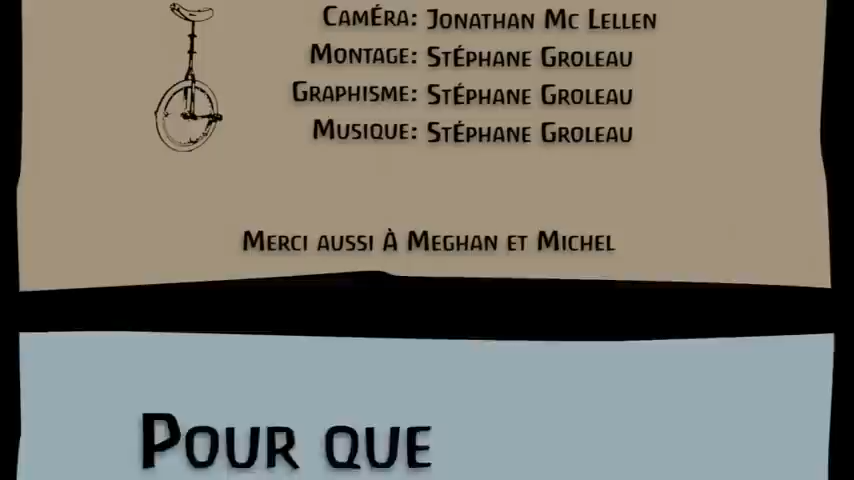 Caméra: Jonathan Mc Lellen
Montage: Stéphane Groleau
Graphisme: Stéphane Groleau
Musique: Stéphane Groleau
Merci aussi à Meghan et Michel
Pour que